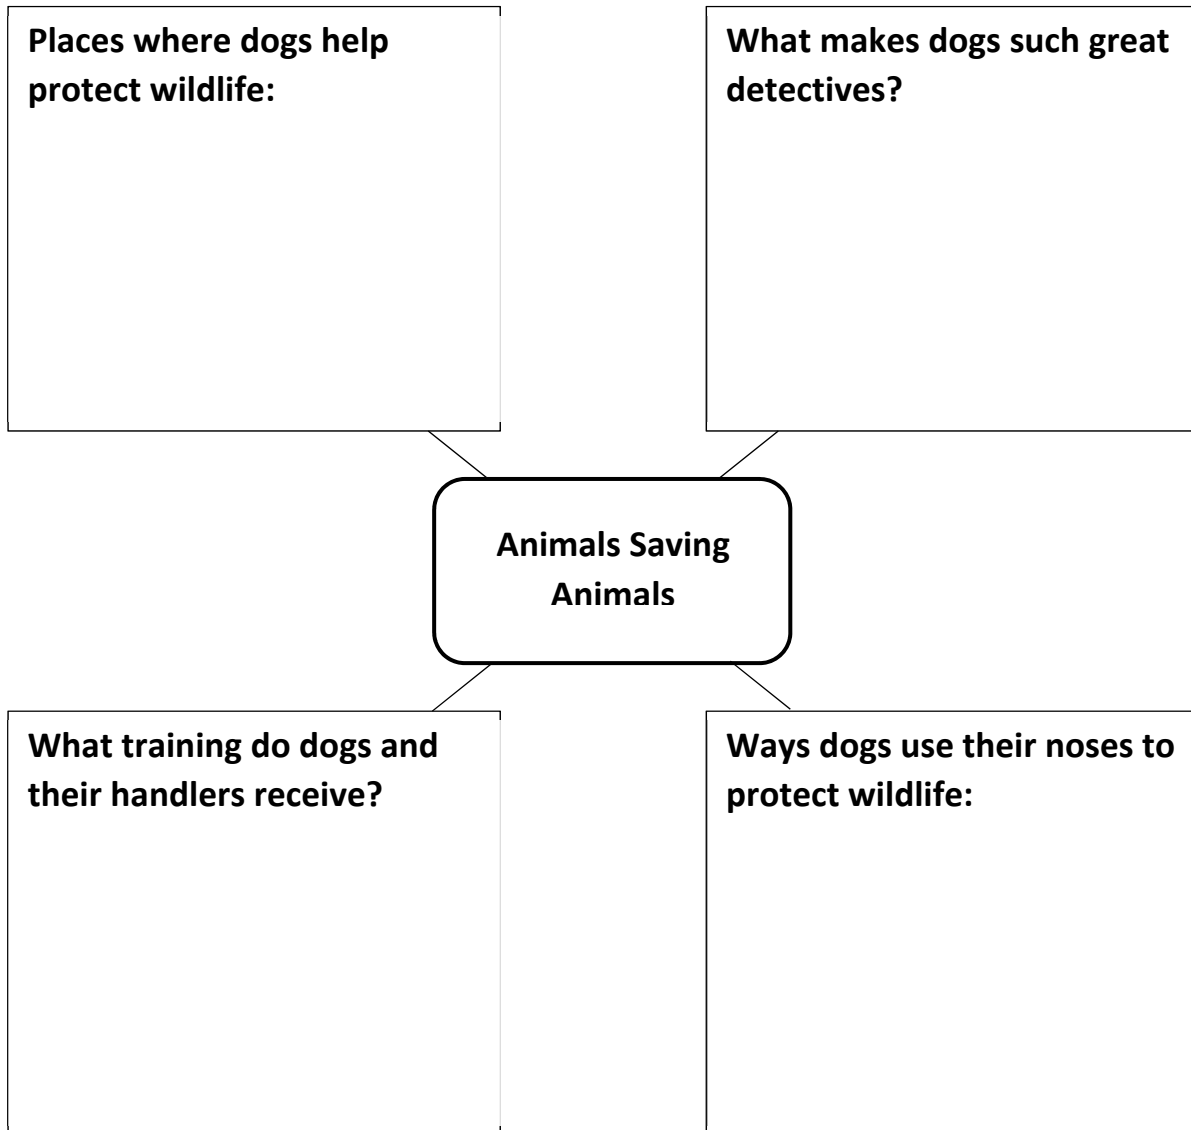 Places where dogs help
protect wildlife:
What makes dogs such great
detectives?
Animals Saving
Animals
What training do dogs and
their handlers receive?
Ways dogs use their noses to
protect wildlife: